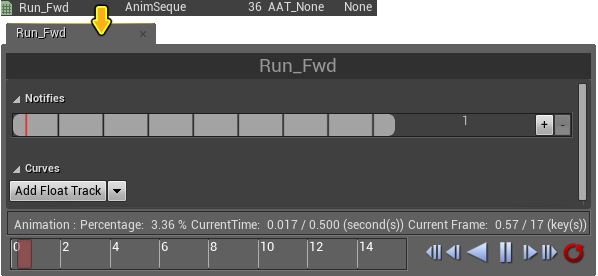 Run_Fwd AnimSeque 36 AAT_None None
Run_Fwd ×
Run_Fwd
Notifies
1 + -
Curves
Add Float Track
Animation : Percentage: 3.36 % CurrentTime: 0.017 / 0.500 (second(s)) Current Frame: 0.57 / 17 (key(s))
0 2 4 6 8 10 12 14